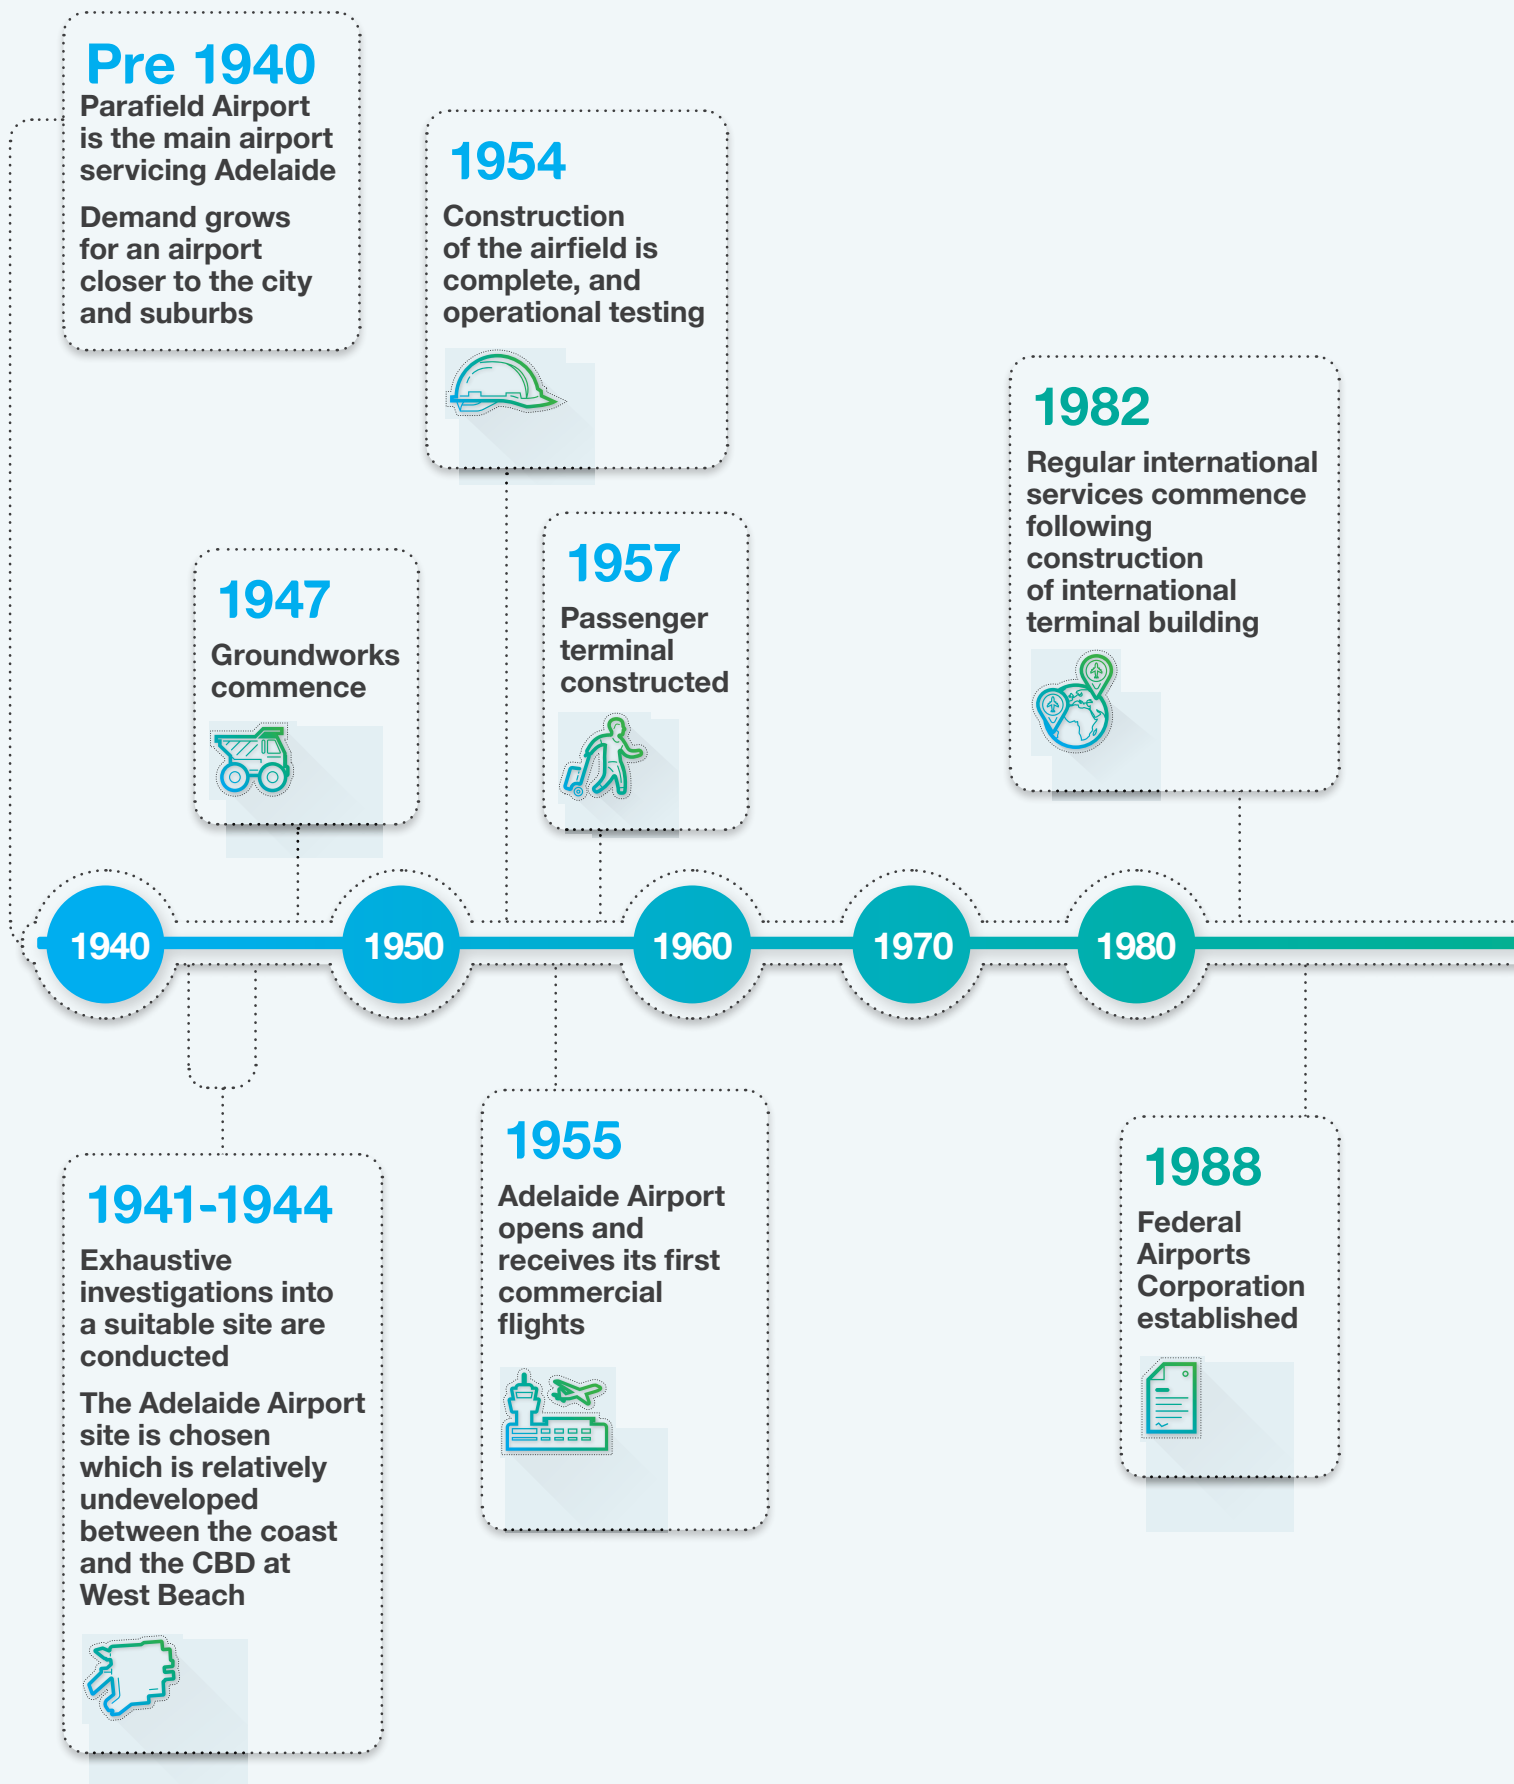 Pre 1940
Parafield Airport
is the main airport
servicing Adelaide
Demand grows
for an airport
closer to the city
and suburbs
1954
Construction
of the airfield is
complete, and
operational testing
1982
Regular international
services commence
following
construction
of international
terminal building
1947
Groundworks
commence
1957
Passenger
terminal
constructed
1940
1950
1960
1970
1980
1941-1944
Exhaustive
investigations into
a suitable site are
conducted
The Adelaide Airport
site is chosen
which is relatively
undeveloped
between the coast
and the CBD at
West Beach
1955
Adelaide Airport
opens and
receives its first
commercial
flights
1988
Federal
Airports
Corporation
established